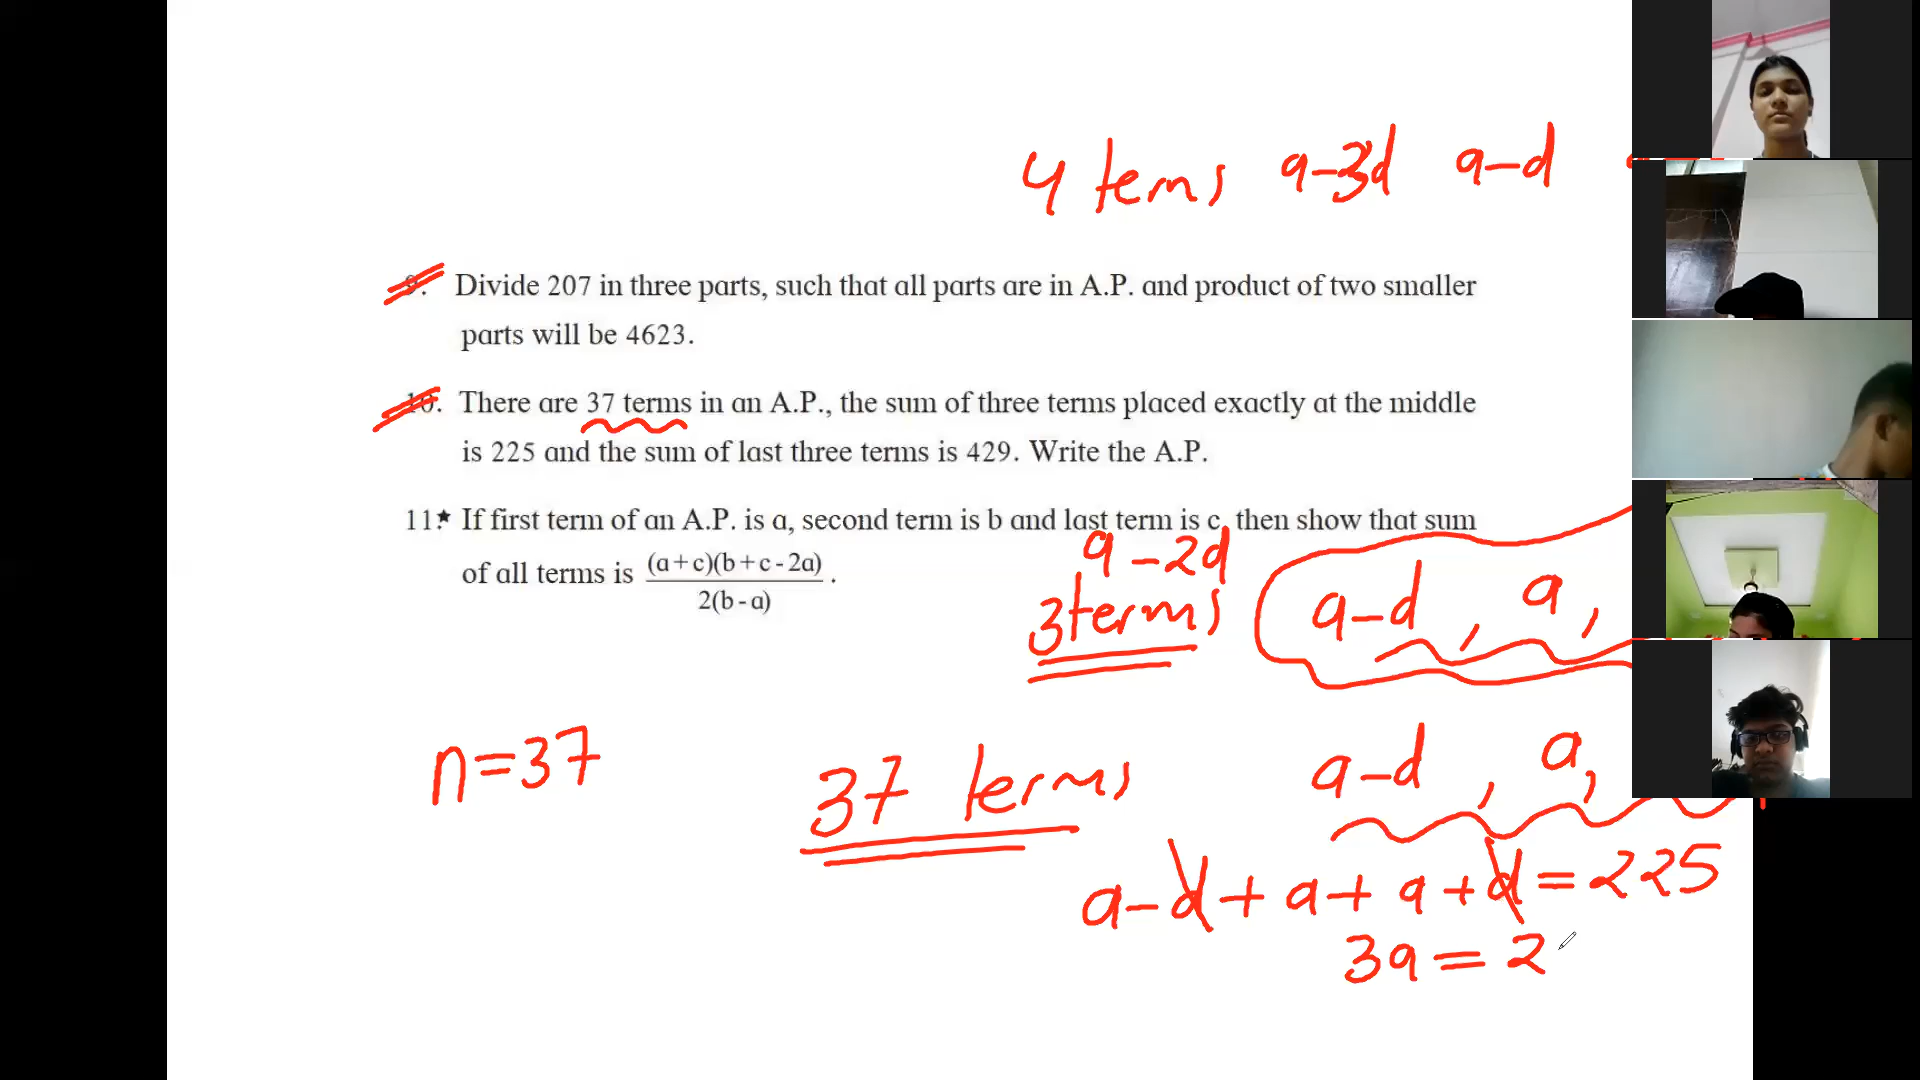 4 tems a-3d a-d
9. Divide 207 in three parts, such that all parts are in A.P. and product of two smaller
parts will be 4623.
10. There are 37 terms in an A.P., the sum of three terms placed exactly at the middle
is 225 and the sum of last three terms is 429. Write the A.P.
11.★ If first term of an A.P. is a, second term is b and last term is c, then show that sum
of all terms is (a+c)(b+c-2a) / 2(b-a) .
a-2d
3terms a-d, a,
n=37
37 terms a-d, a,
a-d+a+a+d=225
3a=2